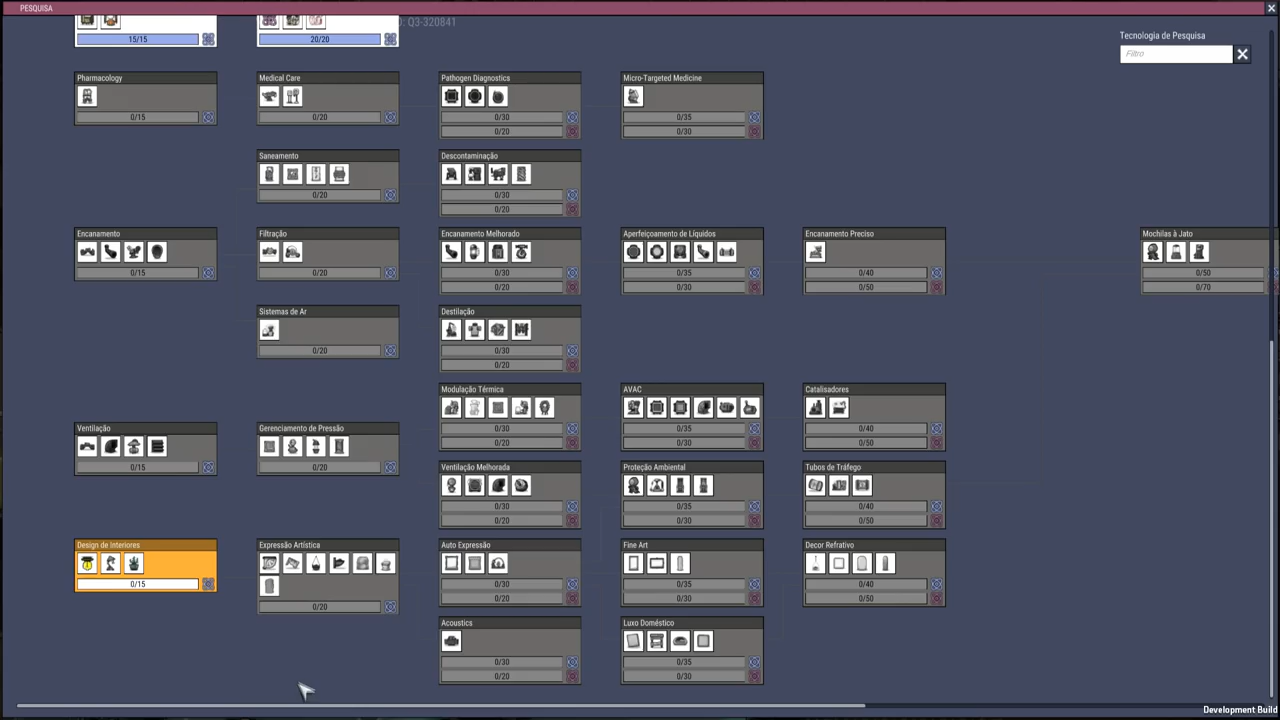 PESQUISA
D: Q3-320841
15/15
20/20
Tecnologia de Pesquisa
Filtro
Pharmacology
0/15
Medical Care
0/20
Pathogen Diagnostics
0/30
0/20
Micro-Targeted Medicine
0/35
0/30
Saneamento
0/20
Descontaminação
0/30
0/20
Encanamento
0/15
Filtração
0/20
Encanamento Melhorado
0/30
0/20
Aperfeiçoamento de Líquidos
0/35
0/30
Encanamento Preciso
0/40
0/50
Mochilas à Jato
0/50
0/70
Sistemas de Ar
0/20
Destilação
0/30
0/20
Modulação Térmica
0/30
0/20
AVAC
0/35
0/30
Catalisadores
0/40
0/50
Ventilação
0/15
Gerenciamento de Pressão
0/20
Ventilação Melhorada
0/30
0/20
Proteção Ambiental
0/35
0/30
Tubos de Tráfego
0/40
0/50
Design de Interiores
0/15
Expressão Artística
0/20
Auto Expressão
0/30
0/20
Fine Art
0/35
0/30
Decor Refrativo
0/40
0/50
Acoustics
0/30
0/20
Luxo Doméstico
0/35
0/30
Development Build